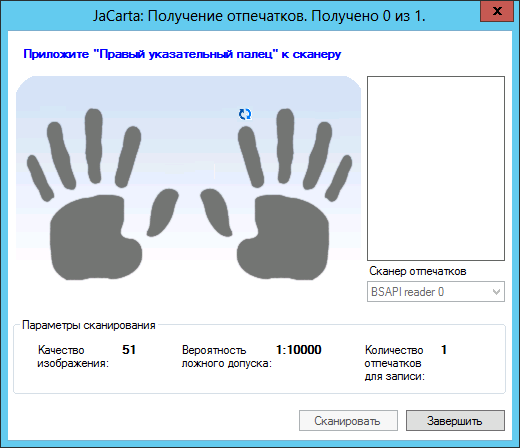 JaCarta: Получение отпечатков. Получено 0 из 1.
Приложите "Правый указательный палец" к сканеру
Сканер отпечатков
BSAPI reader 0
Параметры сканирования
Качество изображения: 51
Вероятность ложного допуска: 1:10000
Количество отпечатков для записи: 1
Сканировать
Завершить